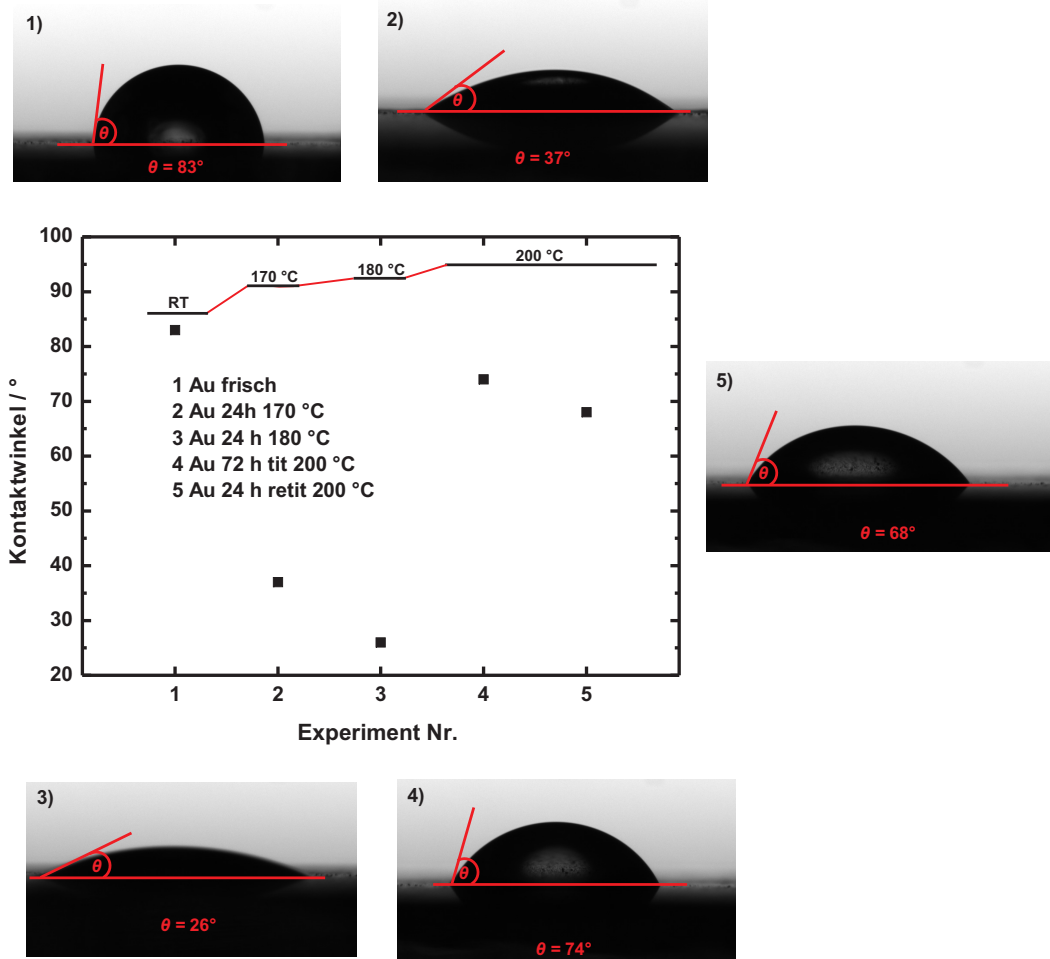 1)
θ
θ = 83°
2)
θ
θ = 37°
Kontaktwinkel / °
100
90
80
70
60
50
40
30
20
RT
170 °C
180 °C
200 °C
1 Au frisch
2 Au 24h 170 °C
3 Au 24 h 180 °C
4 Au 72 h tit 200 °C
5 Au 24 h retit 200 °C
1 2 3 4 5
Experiment Nr.
5)
θ
θ = 68°
3)
θ
θ = 26°
4)
θ
θ = 74°